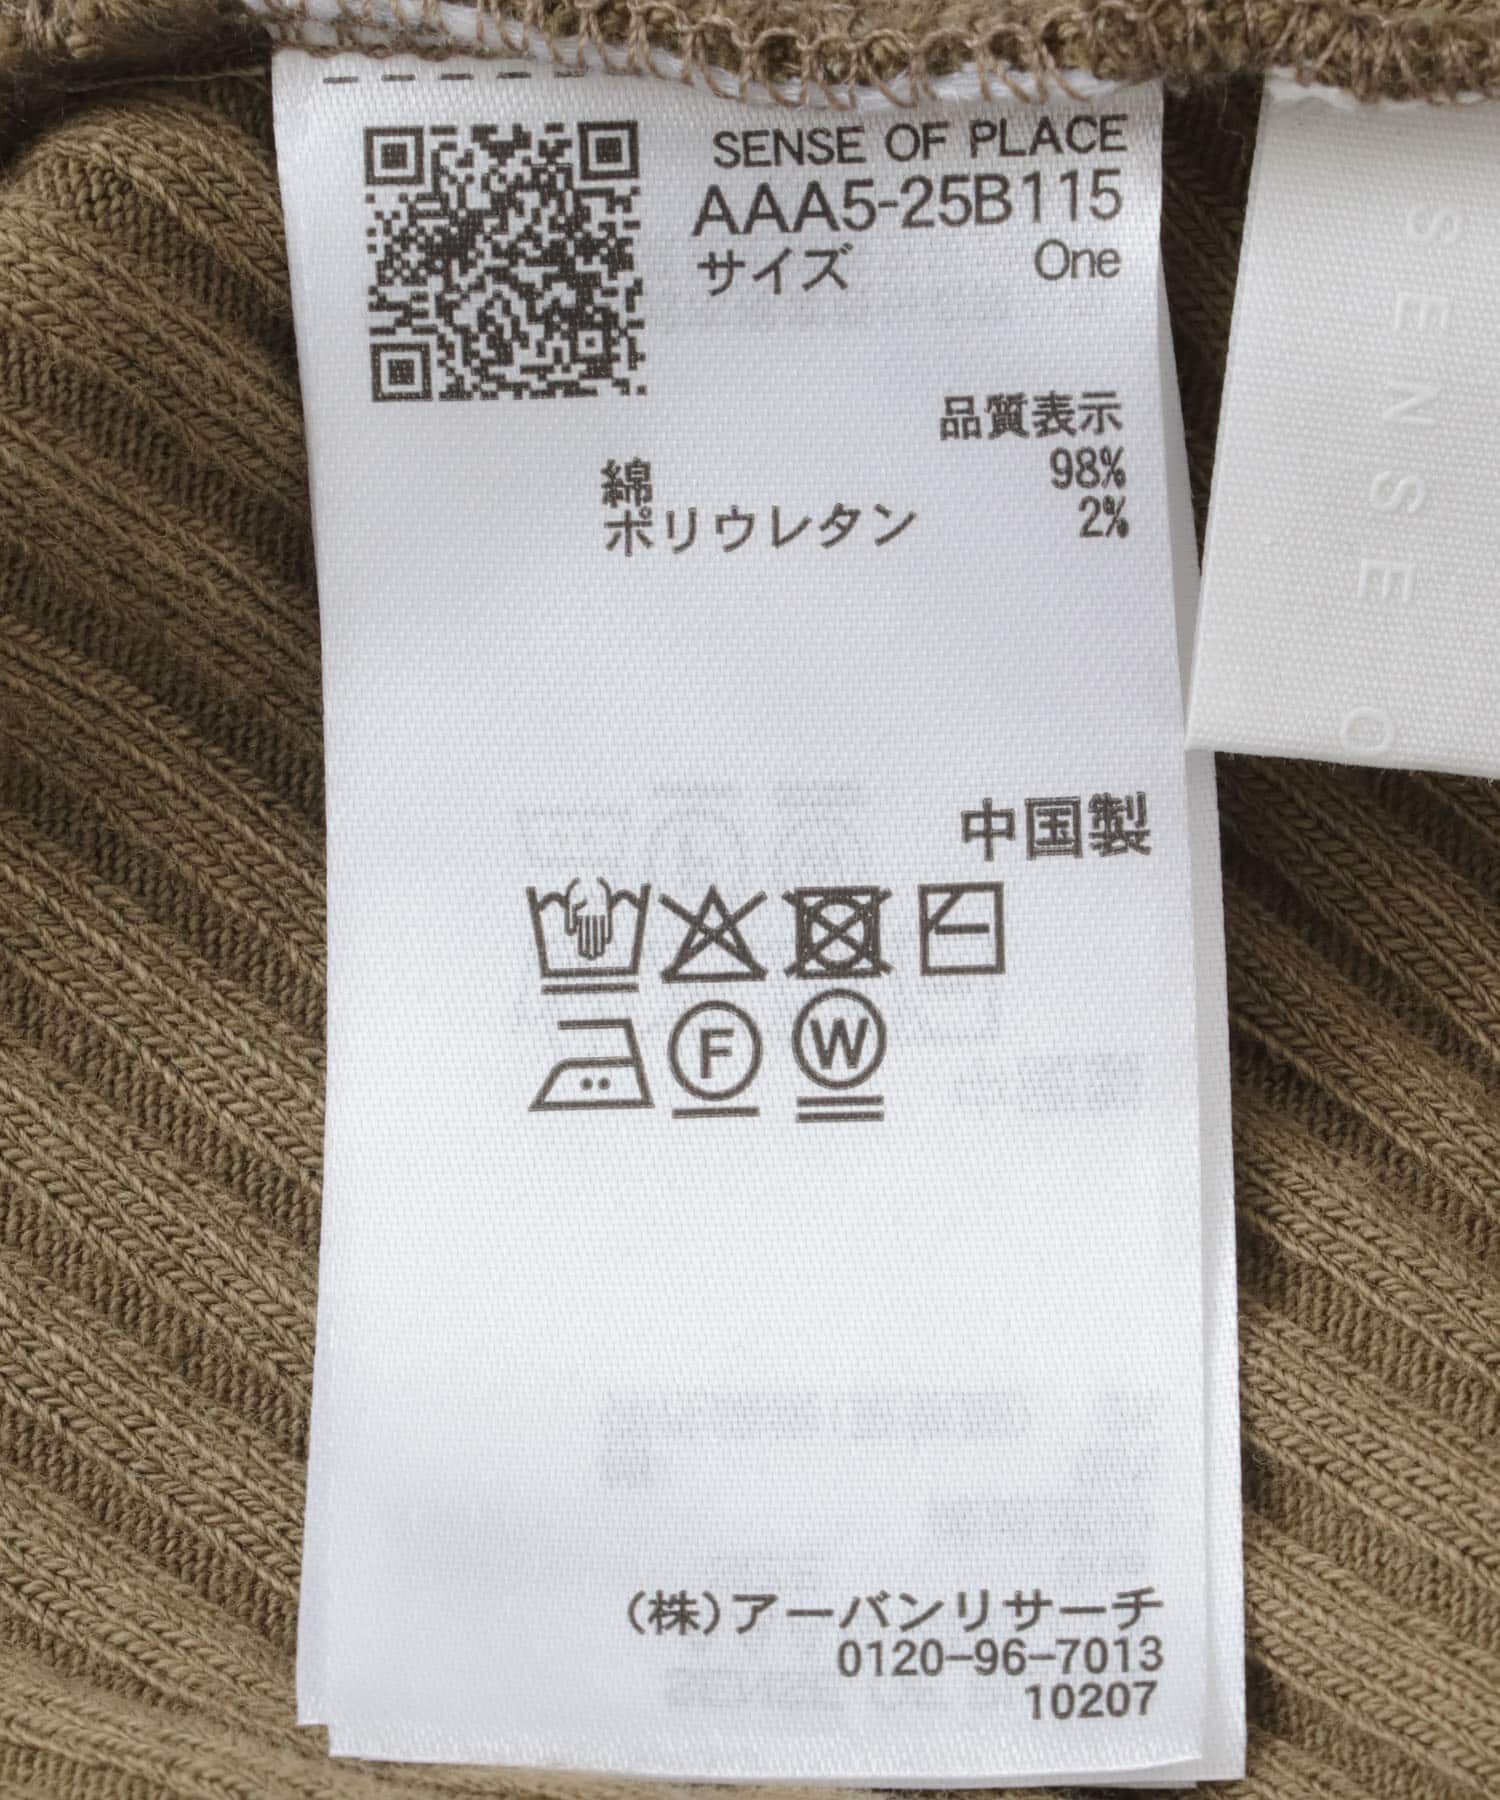 SENSE OF PLACE
AAA5-25B115
サイズ One
品質表示
綿 98%
ポリウレタン 2%
中国製
F W
(株)アーバンリサーチ
0120-96-7013
10207
SENSE O